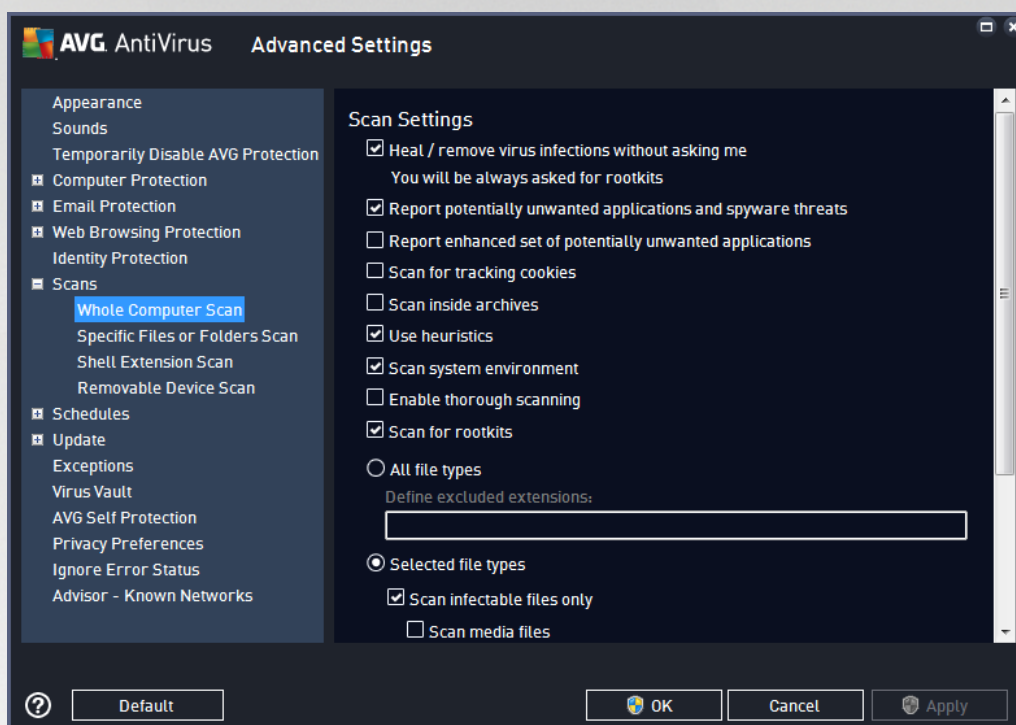 AVG. AntiVirus Advanced Settings
Appearance
Sounds
Temporarily Disable AVG Protection
Computer Protection
Email Protection
Web Browsing Protection
Identity Protection
Scans
Whole Computer Scan
Specific Files or Folders Scan
Shell Extension Scan
Removable Device Scan
Schedules
Update
Exceptions
Virus Vault
AVG Self Protection
Privacy Preferences
Ignore Error Status
Advisor - Known Networks
Scan Settings
Heal / remove virus infections without asking me
You will be always asked for rootkits
Report potentially unwanted applications and spyware threats
Report enhanced set of potentially unwanted applications
Scan for tracking cookies
Scan inside archives
Use heuristics
Scan system environment
Enable thorough scanning
Scan for rootkits
All file types
Define excluded extensions:
Selected file types
Scan infectable files only
Scan media files
? Default OK Cancel Apply